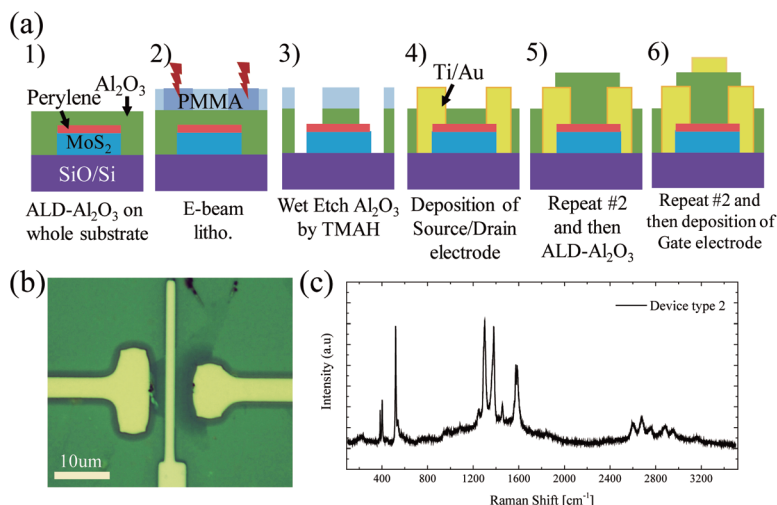 (a)
1) 2) 3) 4) 5) 6)
Al₂O₃
Perylene
PMMA
Ti/Au
MoS₂
SiO/Si
ALD-Al₂O₃ on
whole substrate
E-beam
litho.
Wet Etch Al₂O₃
by TMAH
Deposition of
Source/Drain
electrode
Repeat #2
and then
ALD-Al₂O₃
Repeat #2 and
then deposition of
Gate electrode
(b)
10um
(c)
Device type 2
Intensity (a.u)
400 800 1200 1600 2000 2400 2800 3200
Raman Shift [cm⁻¹]